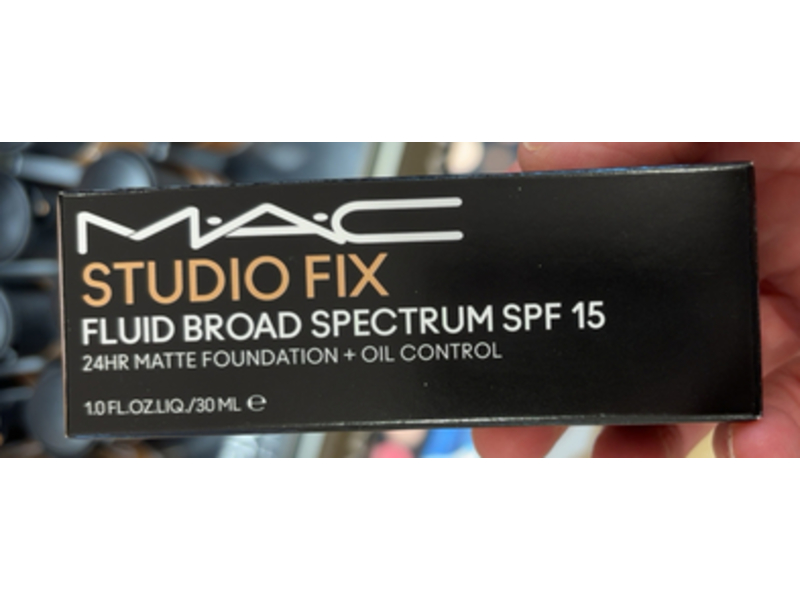 M·A·C
STUDIO FIX
FLUID BROAD SPECTRUM SPF 15
24HR MATTE FOUNDATION + OIL CONTROL
1.0 FL.OZ.LIQ./30 ML ℮